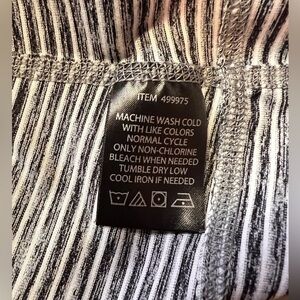 ITEM 499975
MACHINE WASH COLD
WITH LIKE COLORS
NORMAL CYCLE
ONLY NON-CHLORINE
BLEACH WHEN NEEDED
TUMBLE DRY LOW
COOL IRON IF NEEDED